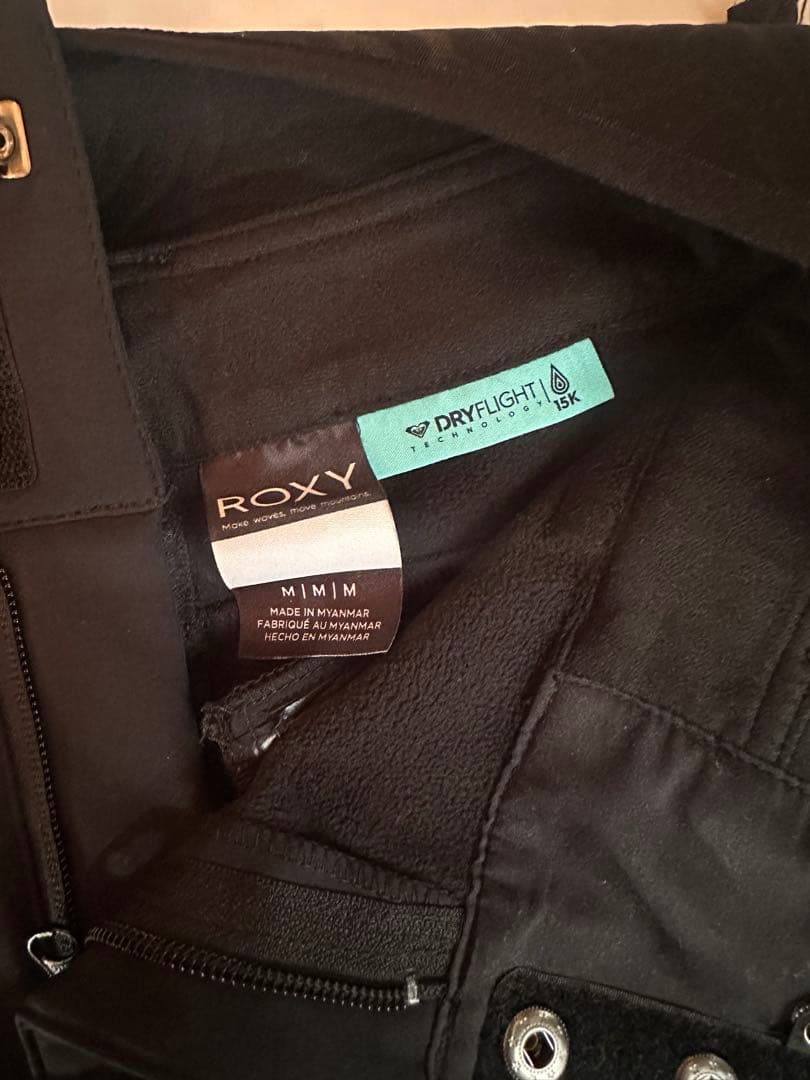 DRYFLIGHT
TECHNOLOGY
15K
ROXY
Make waves, move mountains.
M|M|M
MADE IN MYANMAR
FABRIQUÉ AU MYANMAR
HECHO EN MYANMAR